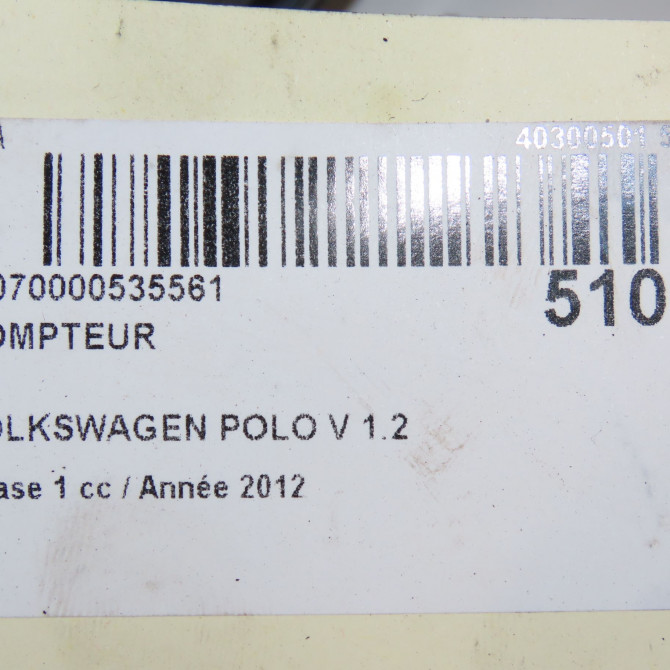 40300501
070000535561
510
OMPTEUR
OLKSWAGEN POLO V 1.2
ase 1 cc / Année 2012